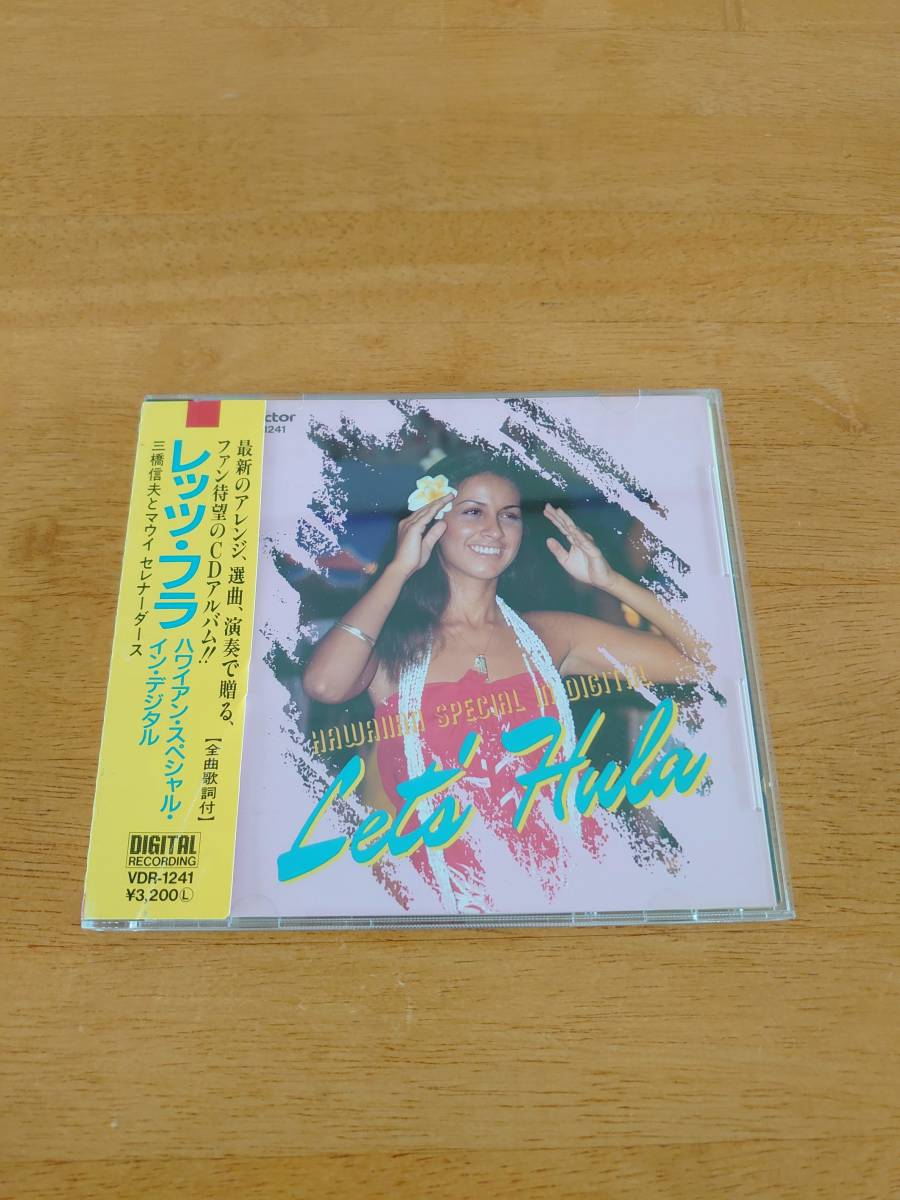 最新のアレンジ、選曲、演奏で贈る、
ファン待望のCDアルバム!!
【全曲歌詞付】
レッツ・フラ
ハワイアン・スペシャル・
イン・デジタル
三橋信夫とマウイ セレナーダース
DIGITAL
RECORDING
VDR-1241
¥3,200Ⓛ
ctor
1241
HAWAIIAN SPECIAL IN DIGITAL
Lets' Hula